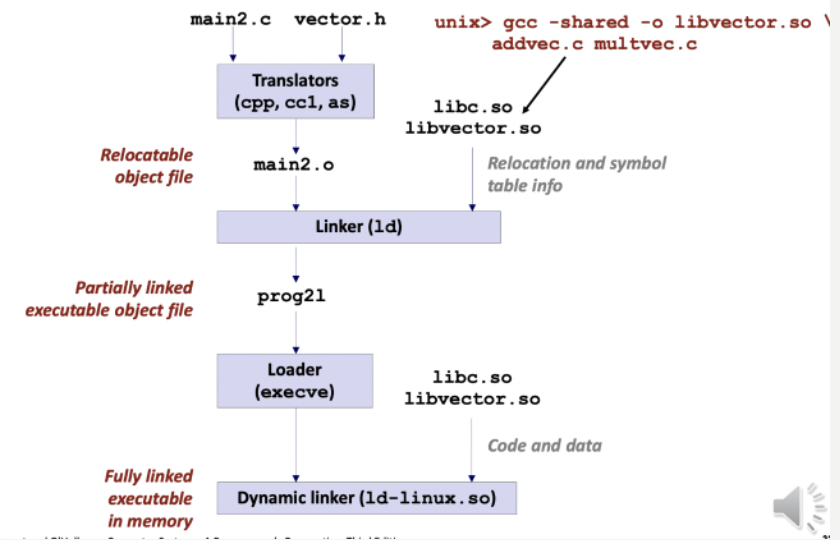 main2.c vector.h
unix> gcc -shared -o libvector.so \
addvec.c multvec.c
Translators
(cpp, cc1, as)
libc.so
libvector.so
Relocatable
object file
main2.o
Relocation and symbol
table info
Linker (ld)
Partially linked
executable object file
prog2l
Loader
(execve)
libc.so
libvector.so
Code and data
Fully linked
executable
in memory
Dynamic linker (ld-linux.so)